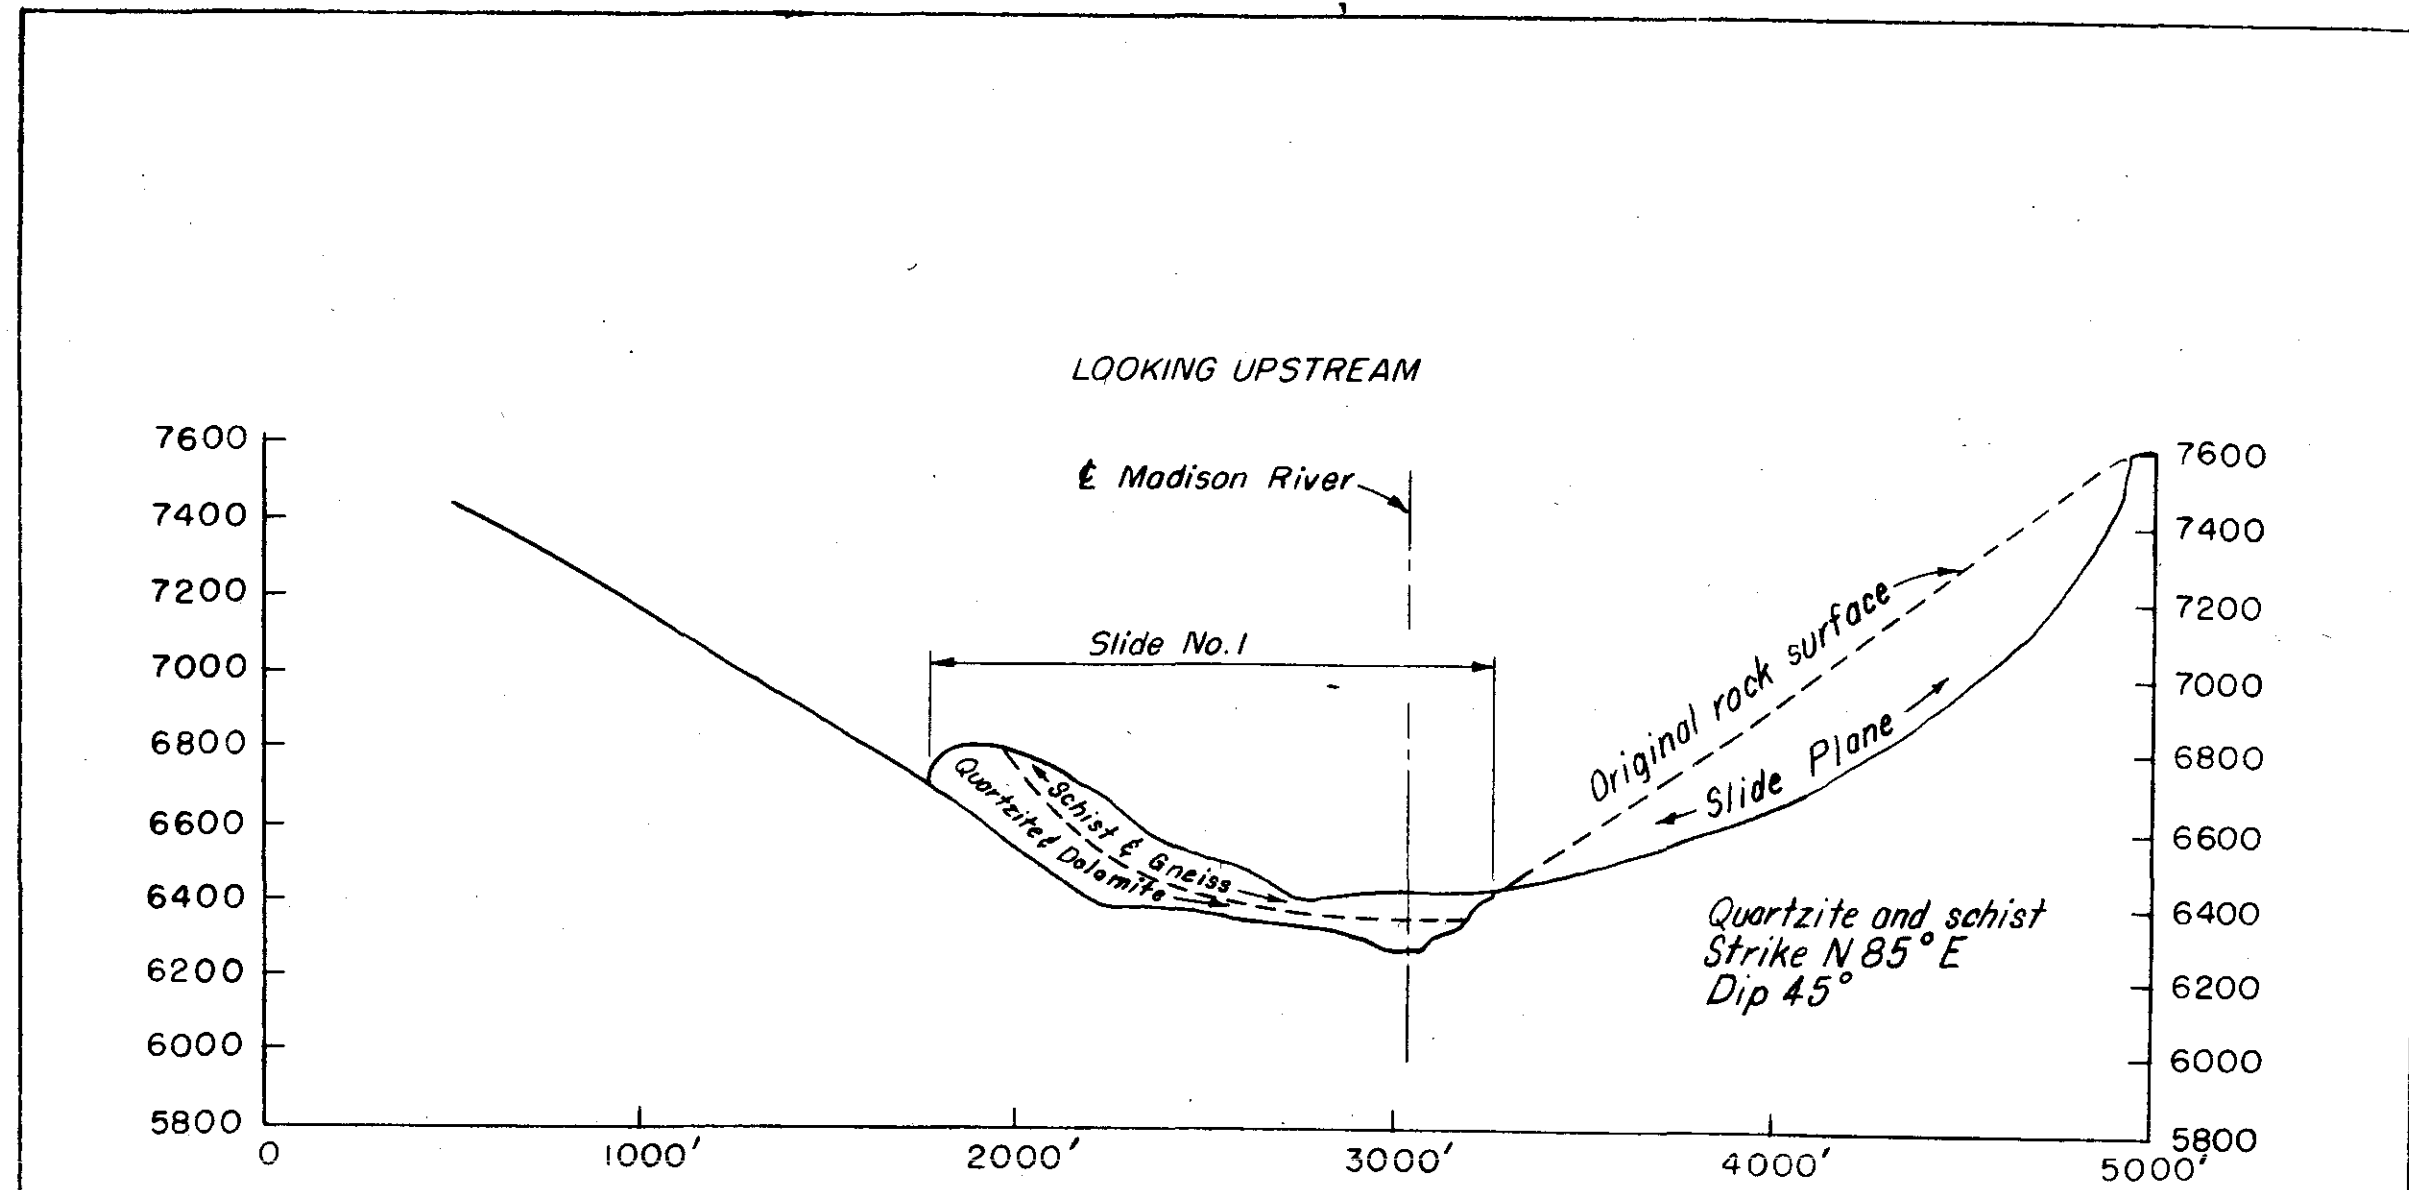 LOOKING UPSTREAM
℄ Madison River
Slide No. 1
Original rock surface
Slide Plane
Schist & Gneiss
Quartzite & Dolomite
Quartzite and schist
Strike N 85° E
Dip 45°
7600
7400
7200
7000
6800
6600
6400
6200
6000
5800
7600
7400
7200
7000
6800
6600
6400
6200
6000
5800
0 1000' 2000' 3000' 4000' 5000'